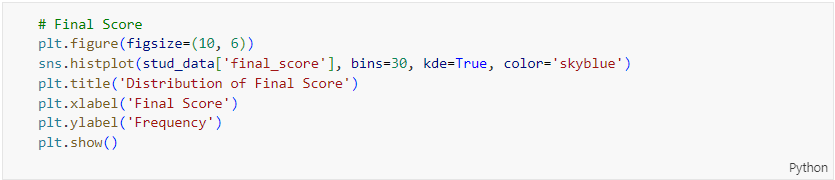 # Final Score
plt.figure(figsize=(10, 6))
sns.histplot(stud_data['final_score'], bins=30, kde=True, color='skyblue')
plt.title('Distribution of Final Score')
plt.xlabel('Final Score')
plt.ylabel('Frequency')
plt.show()
Python